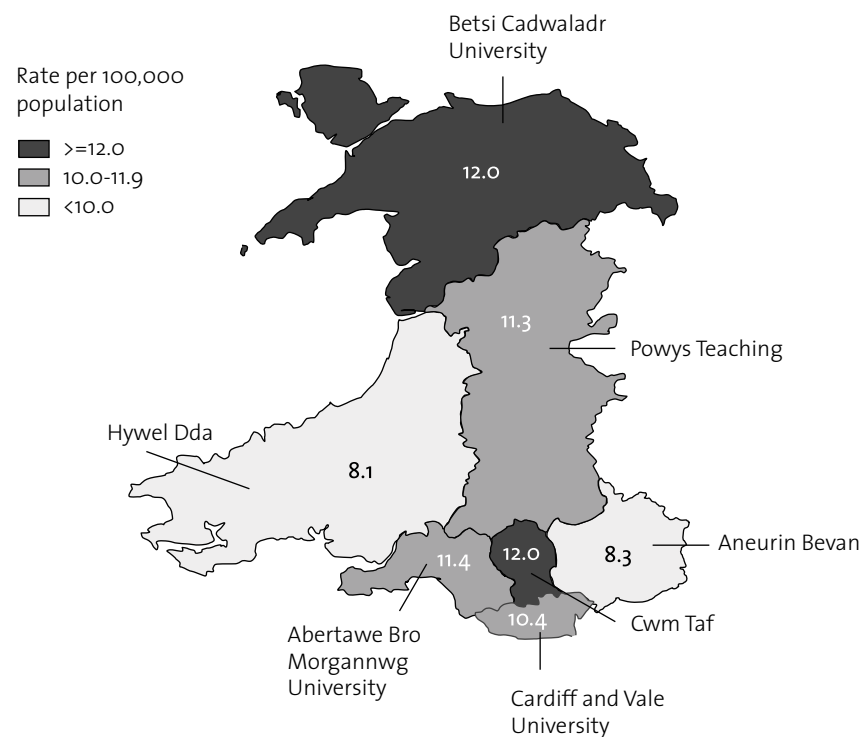 Betsi Cadwaladr
University
Rate per 100,000
population
>=12.0
10.0-11.9
<10.0
12.0
11.3
Powys Teaching
Hywel Dda
8.1
Aneurin Bevan
12.0
8.3
11.4
10.4
Cwm Taf
Abertawe Bro
Morgannwg
University
Cardiff and Vale
University